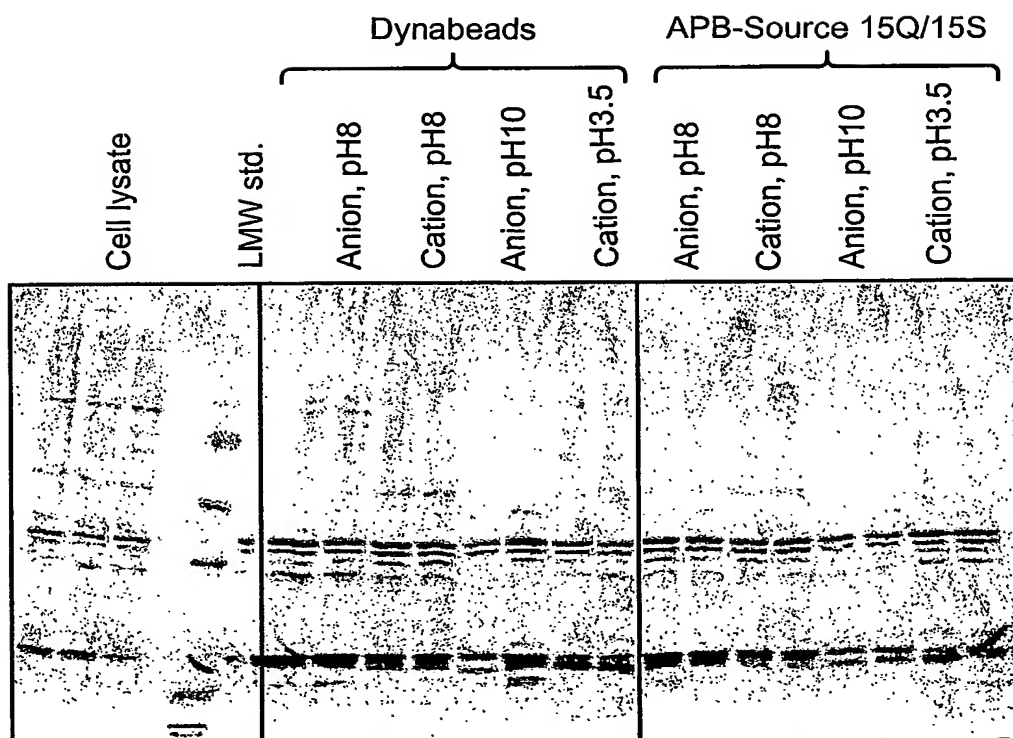 Dynabeads
APB-Source 15Q/15S
Cell lysate
LMW std.
Anion, pH8
Cation, pH8
Anion, pH10
Cation, pH3.5
Anion, pH8
Cation, pH8
Anion, pH10
Cation, pH3.5